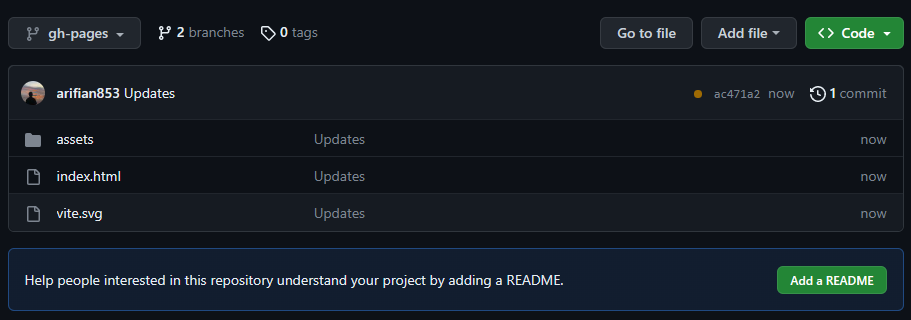 gh-pages 2 branches 0 tags Go to file Add file Code
arifian853 Updates ac471a2 now 1 commit
assets Updates now
index.html Updates now
vite.svg Updates now
Help people interested in this repository understand your project by adding a README. Add a README